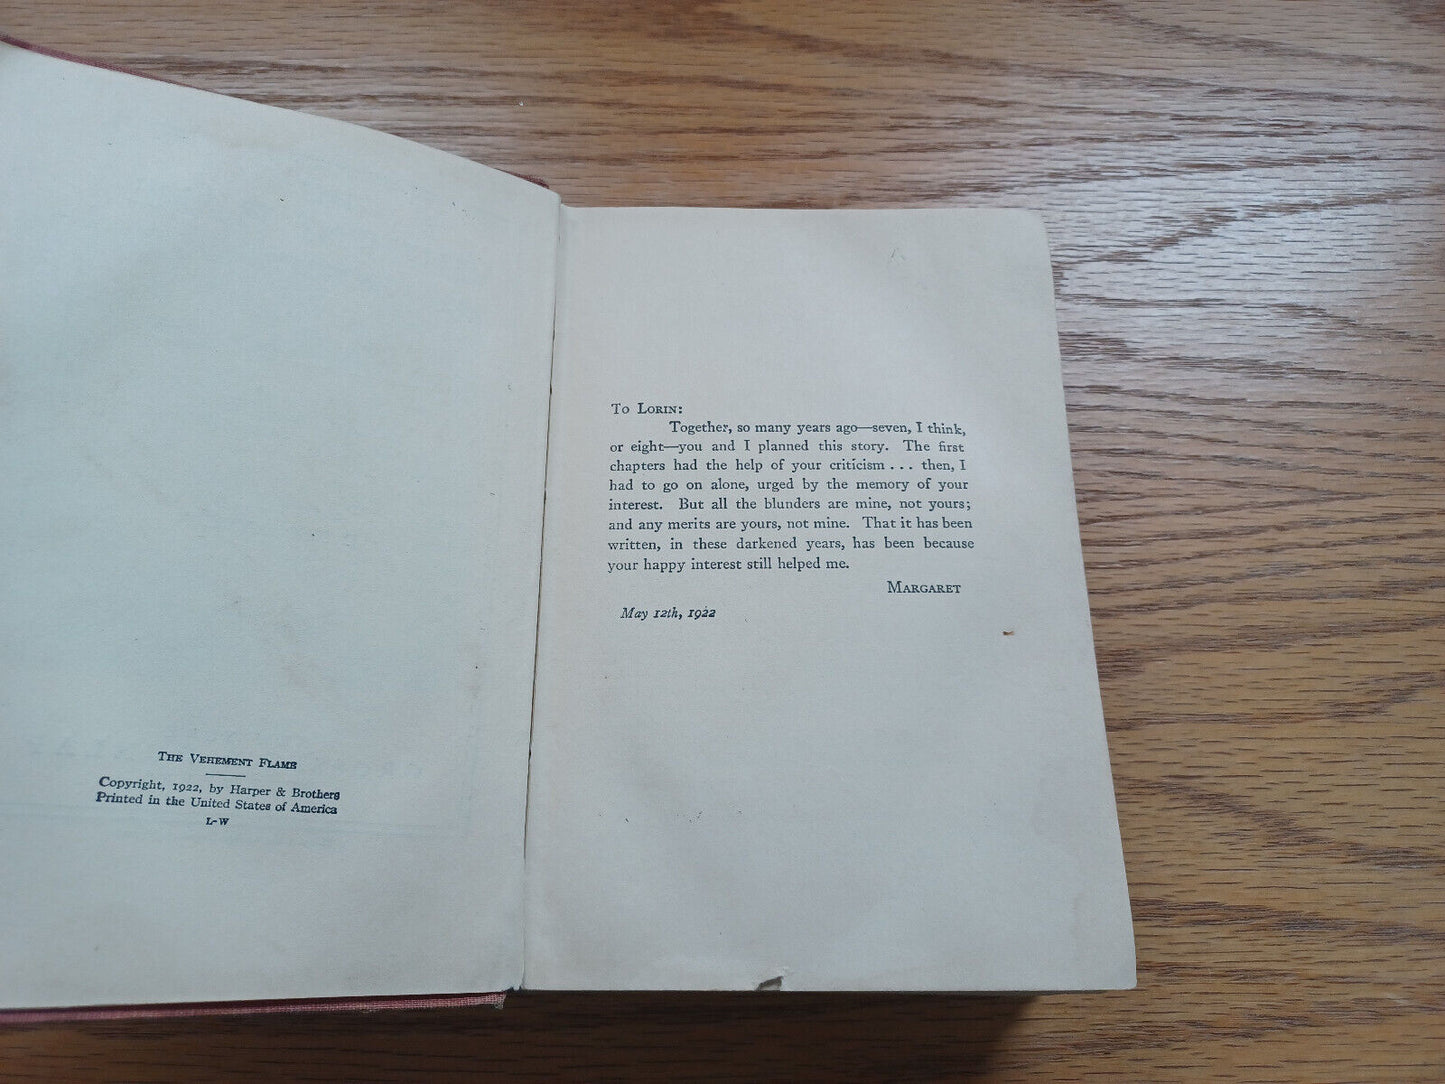 THE VEHEMENT FLAME
Copyright, 1922, by Harper & Brothers
Printed in the United States of America
L-W
TO LORIN:
Together, so many years ago—seven, I think,
or eight—you and I planned this story. The first
chapters had the help of your criticism . . . then, I
had to go on alone, urged by the memory of your
interest. But all the blunders are mine, not yours;
and any merits are yours, not mine. That it has been
written, in these darkened years, has been because
your happy interest still helped me.
MARGARET
May 12th, 1922